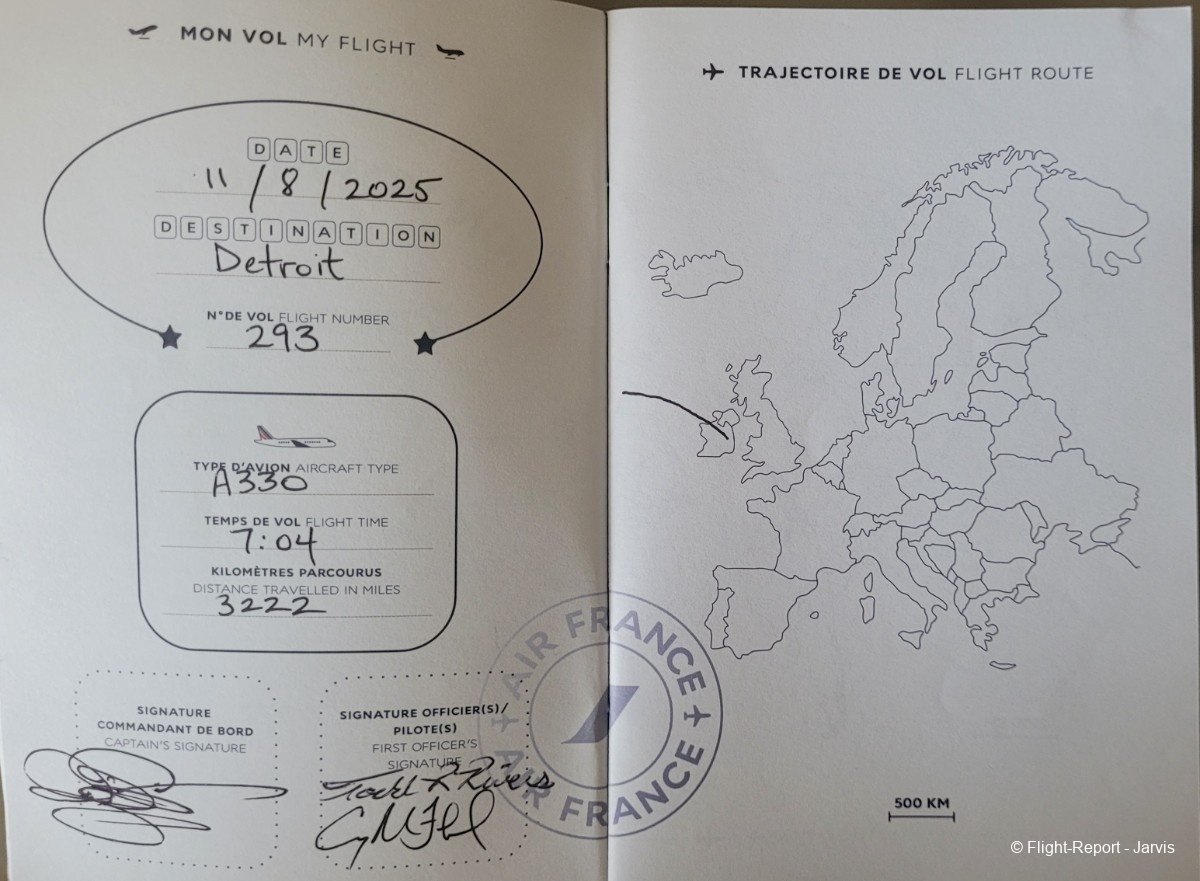 MON VOL MY FLIGHT
DATE
11/8/2025
DESTINATION
Detroit
N°DE VOL FLIGHT NUMBER
293
TYPE D'AVION AIRCRAFT TYPE
A330
TEMPS DE VOL FLIGHT TIME
7:04
KILOMÈTRES PARCOURUS
DISTANCE TRAVELLED IN MILES
3222
SIGNATURE
COMMANDANT DE BORD
CAPTAIN'S SIGNATURE
SIGNATURE OFFICIER(S)/
PILOTE(S)
FIRST OFFICER'S
SIGNATURE
Todd R Rivers
AIR FRANCE
AIR FRANCE
TRAJECTOIRE DE VOL FLIGHT ROUTE
500 KM
© Flight-Report - Jarvis